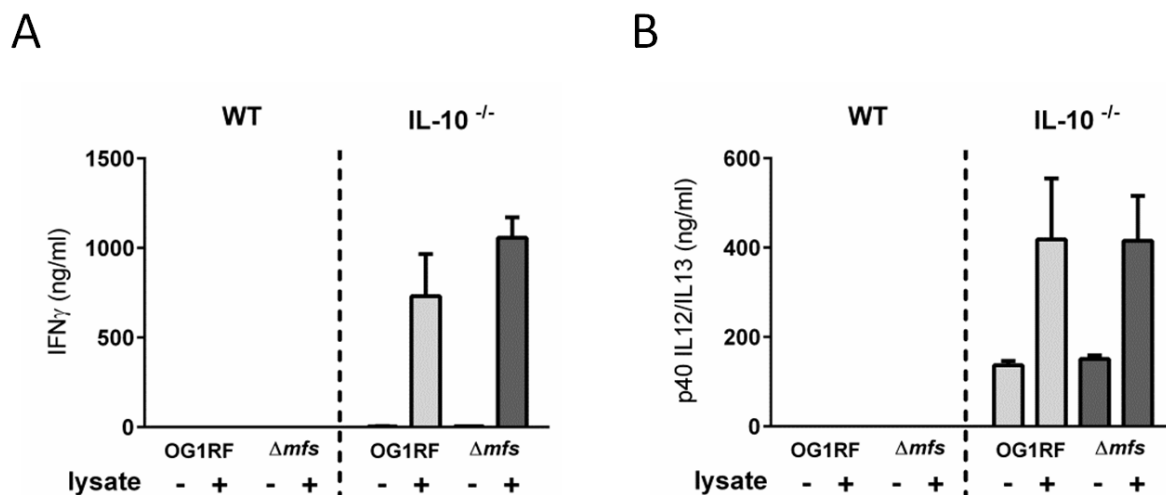 A
WT
IL-10 -/-
IFNγ (ng/ml)
1500
1000
500
0
OG1RF
Δmfs
OG1RF
Δmfs
lysate - + - + - + - +
B
WT
IL-10 -/-
p40 IL12/IL13 (ng/ml)
600
400
200
0
OG1RF
Δmfs
OG1RF
Δmfs
lysate - + - + - + - +